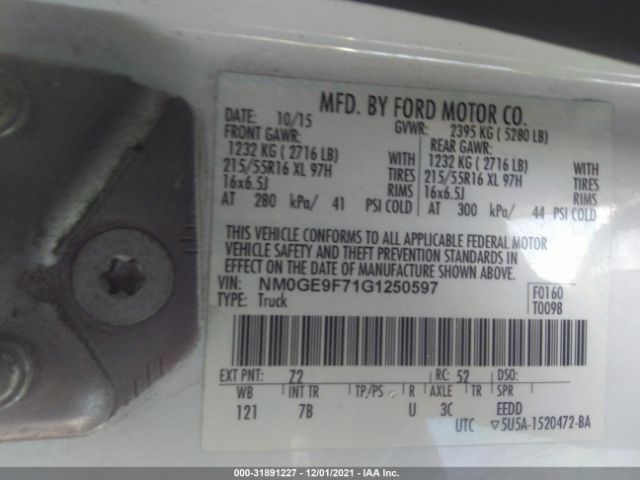 MFD. BY FORD MOTOR CO.
DATE: 10/15 GVWR: 2395 KG ( 5280 LB)
FRONT GAWR: REAR GAWR:
1232 KG ( 2716 LB) WITH 1232 KG ( 2716 LB) WITH
215/55R16 XL 97H TIRES 215/55R16 XL 97H TIRES
16x6.5J RIMS 16x6.5J RIMS
AT 280 kPa/ 41 PSI COLD AT 300 kPa/ 44 PSI COLD
THIS VEHICLE CONFORMS TO ALL APPLICABLE FEDERAL MOTOR
VEHICLE SAFETY AND THEFT PREVENTION STANDARDS IN
EFFECT ON THE DATE OF MANUFACTURE SHOWN ABOVE.
VIN: NM0GE9F71G1250597 F0160
TYPE: Truck T0098
EXT PNT: Z2 RC: 52 DSO:
WB INT TR TP/PS R AXLE TR SPR
121 7B U 3C EEDD
UTC ▽5U5A-1520472-BA
000-31891227 - 12/01/2021 - IAA Inc.